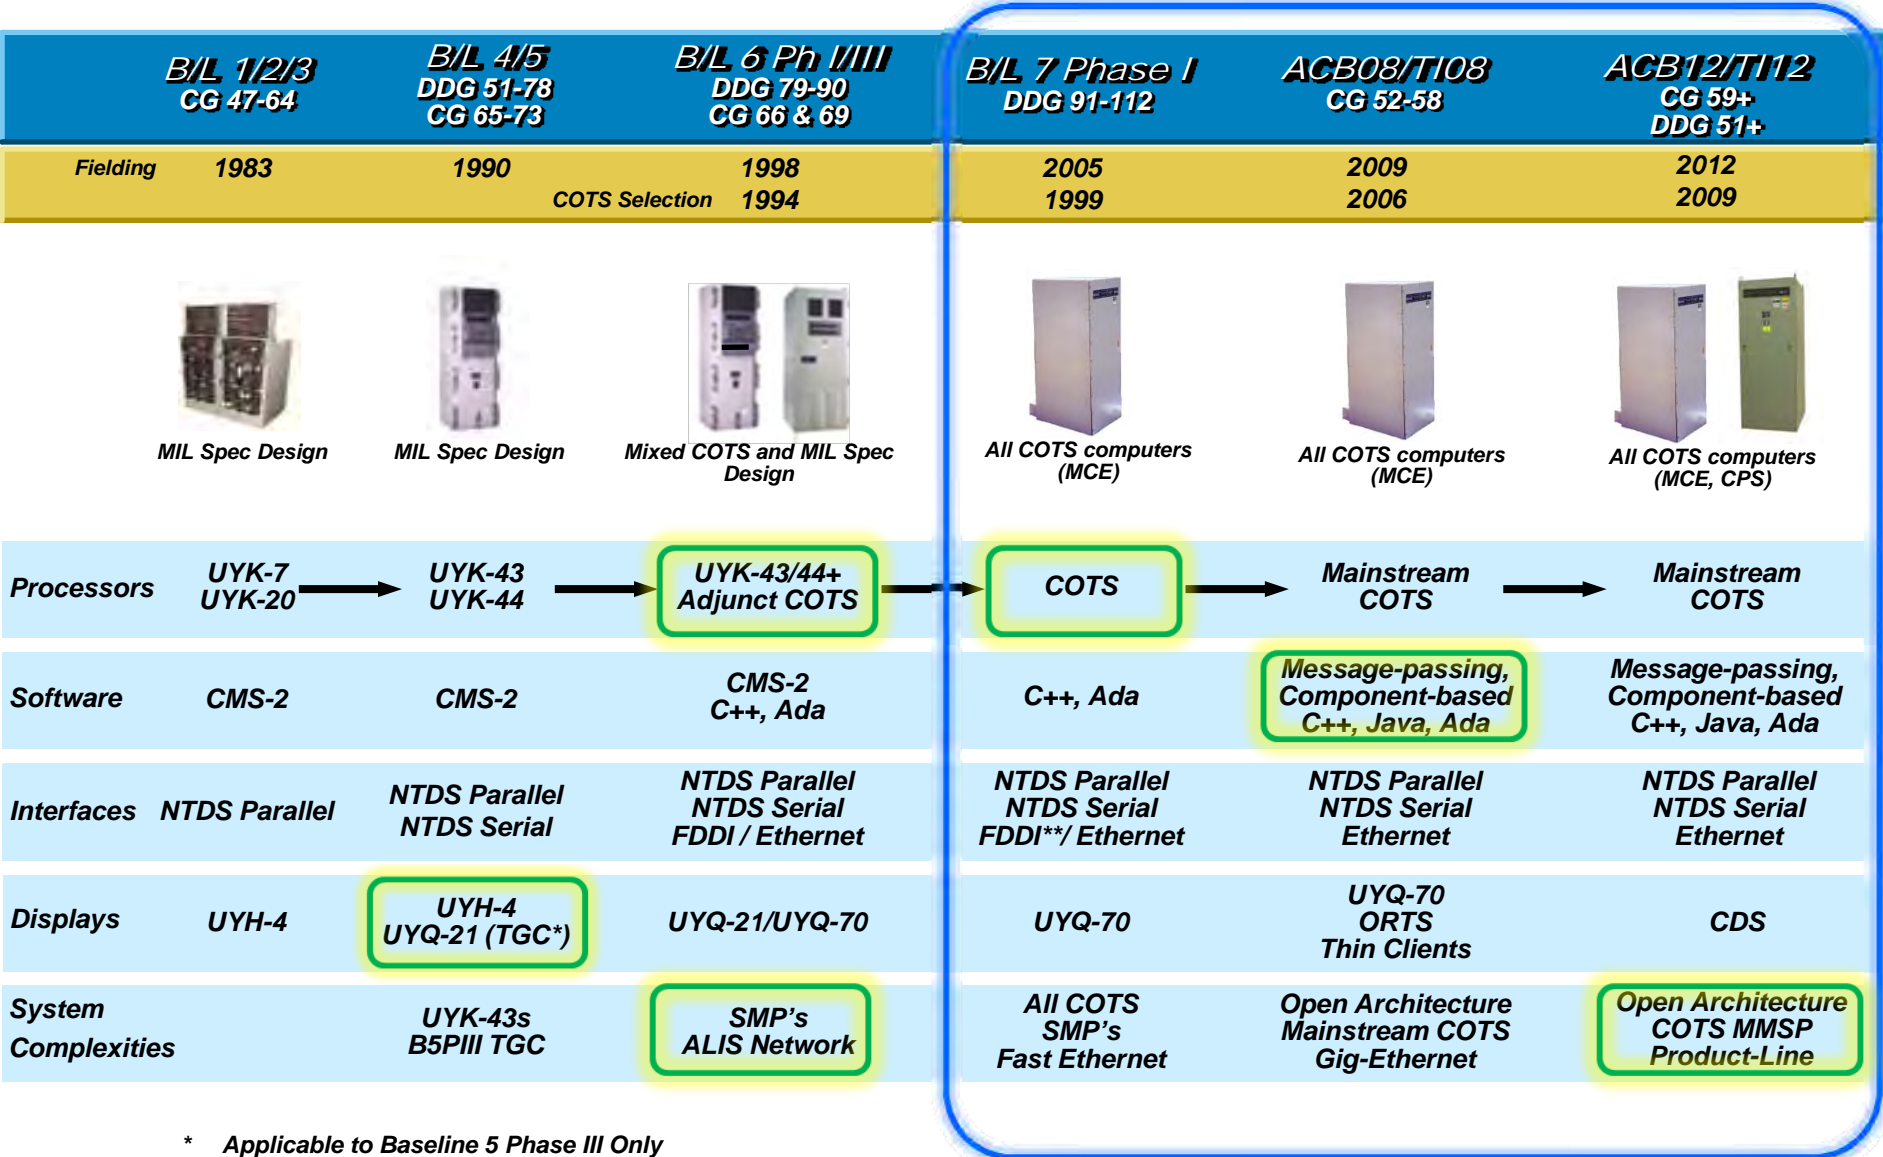 B/L 1/2/3
CG 47-64
B/L 4/5
DDG 51-78
CG 65-73
B/L 6 Ph I/III
DDG 79-90
CG 66 & 69
B/L 7 Phase I
DDG 91-112
ACB08/TI08
CG 52-58
ACB12/TI12
CG 59+
DDG 51+
Fielding 1983 1990 1998 2005 2009 2012
COTS Selection 1994 1999 2006 2009
MIL Spec Design
MIL Spec Design
Mixed COTS and MIL Spec
Design
All COTS computers
(MCE)
All COTS computers
(MCE)
All COTS computers
(MCE, CPS)
Processors
UYK-7
UYK-20
UYK-43
UYK-44
UYK-43/44+
Adjunct COTS
COTS
Mainstream
COTS
Mainstream
COTS
Software
CMS-2
CMS-2
CMS-2
C++, Ada
C++, Ada
Message-passing,
Component-based
C++, Java, Ada
Message-passing,
Component-based
C++, Java, Ada
Interfaces
NTDS Parallel
NTDS Parallel
NTDS Serial
NTDS Parallel
NTDS Serial
FDDI / Ethernet
NTDS Parallel
NTDS Serial
FDDI**/ Ethernet
NTDS Parallel
NTDS Serial
Ethernet
NTDS Parallel
NTDS Serial
Ethernet
Displays
UYH-4
UYH-4
UYQ-21 (TGC*)
UYQ-21/UYQ-70
UYQ-70
UYQ-70
ORTS
Thin Clients
CDS
System
Complexities
UYK-43s
B5PIII TGC
SMP's
ALIS Network
All COTS
SMP's
Fast Ethernet
Open Architecture
Mainstream COTS
Gig-Ethernet
Open Architecture
COTS MMSP
Product-Line
* Applicable to Baseline 5 Phase III Only